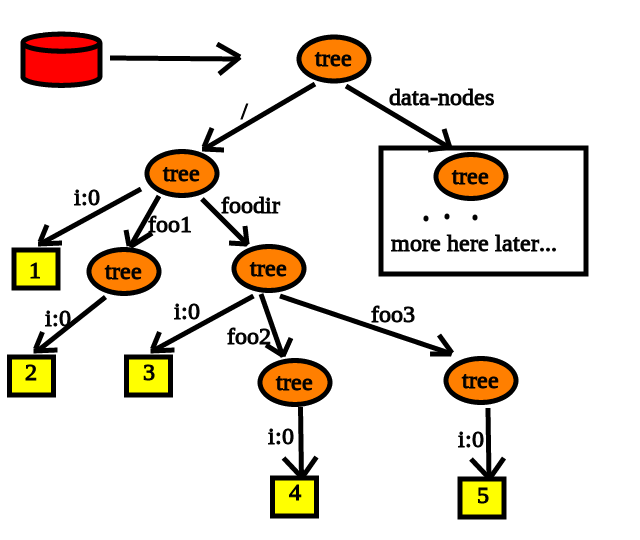 tree
/
data-nodes
tree
tree
i:0
foo1
foodir
. . .
more here later...
1
tree
tree
i:0
i:0
foo2
foo3
2
3
tree
tree
i:0
i:0
4
5